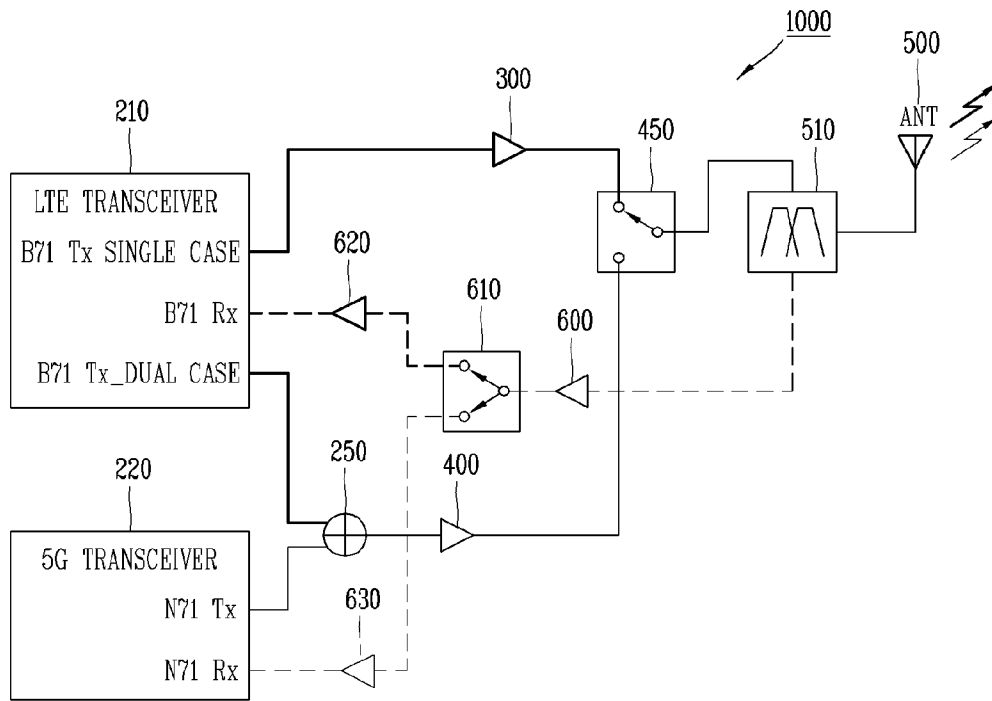 1000
500
300
210
450
ANT
510
LTE TRANSCEIVER
B71 Tx SINGLE CASE
620
B71 Rx
610
600
B71 Tx_DUAL CASE
220
250
400
5G TRANSCEIVER
N71 Tx
630
N71 Rx